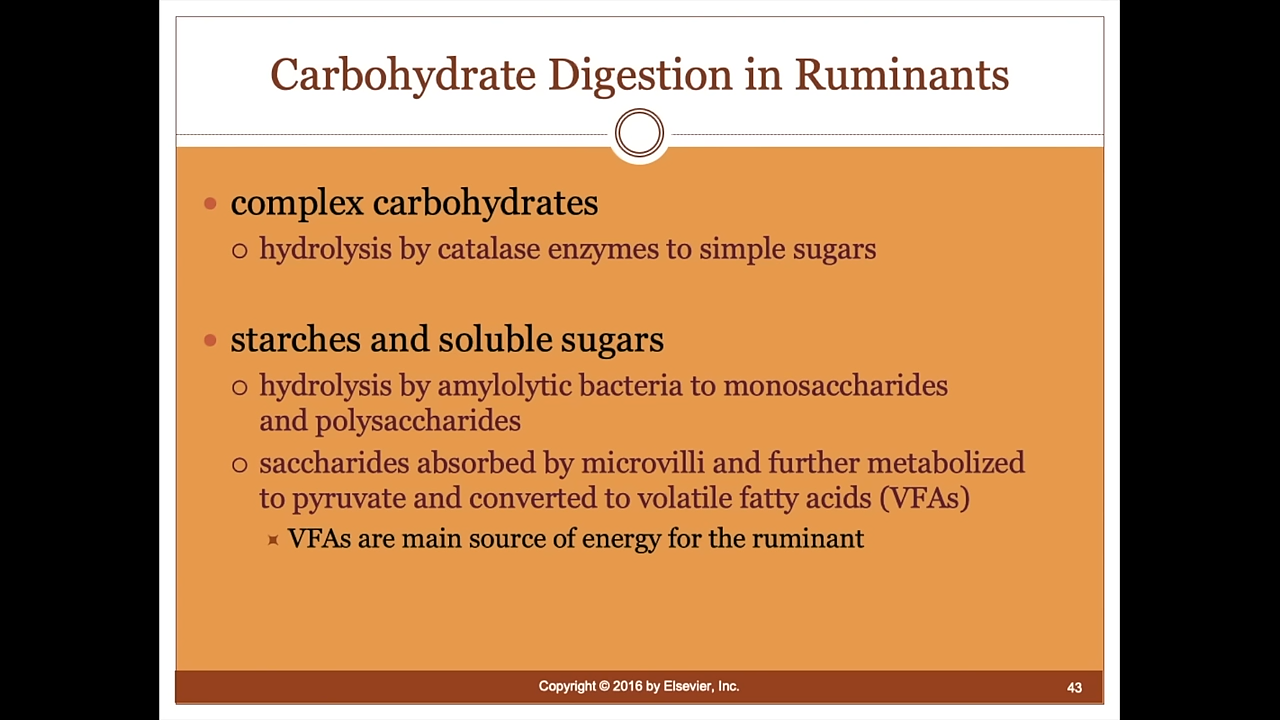 Carbohydrate Digestion in Ruminants
complex carbohydrates
hydrolysis by catalase enzymes to simple sugars
starches and soluble sugars
hydrolysis by amylolytic bacteria to monosaccharides
and polysaccharides
saccharides absorbed by microvilli and further metabolized
to pyruvate and converted to volatile fatty acids (VFAs)
VFAs are main source of energy for the ruminant
Copyright © 2016 by Elsevier, Inc.
43